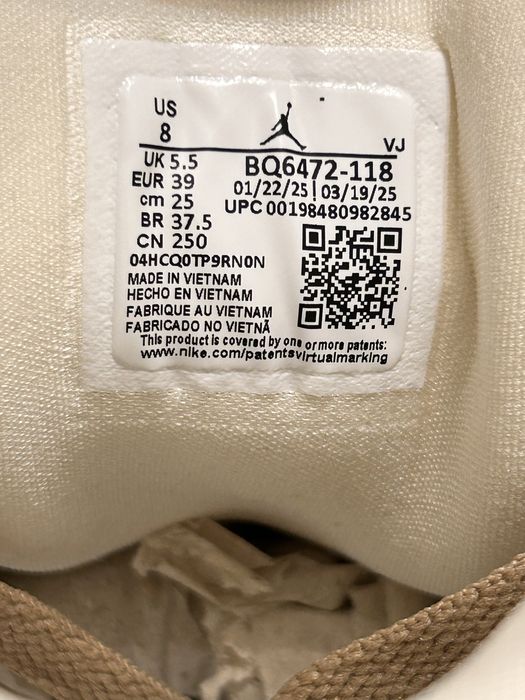 US
8
VJ
UK 5.5
EUR 39
cm 25
BR 37.5
CN 250
BQ6472-118
01/22/25 | 03/19/25
UPC 00198480982845
04HCQ0TP9RN0N
MADE IN VIETNAM
HECHO EN VIETNAM
FABRIQUE AU VIETNAM
FABRICADO NO VIETNÃ
This product is covered by one or more patents:
www.nike.com/patentsvirtualmarking